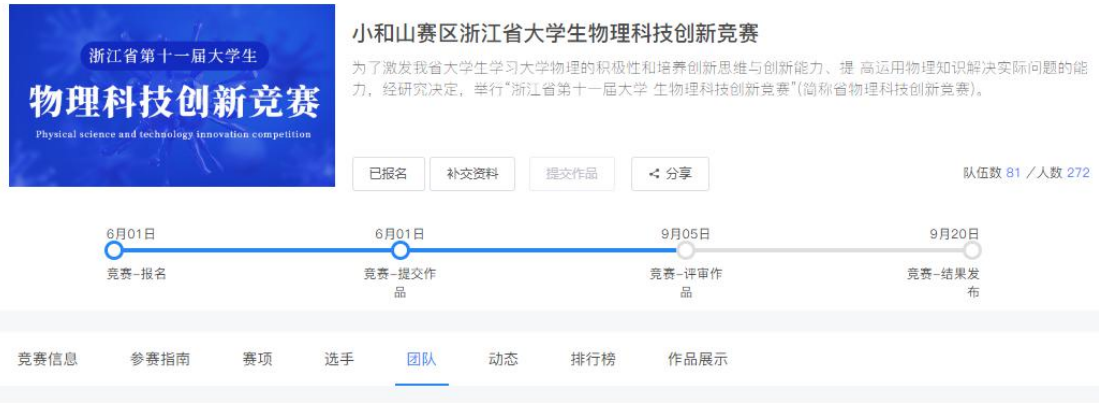 浙江省第十一届大学生
物理科技创新竞赛
Physical science and technology innovation competition
小和山赛区浙江省大学生物理科技创新竞赛
为了激发我省大学生学习大学物理的积极性和培养创新思维与创新能力、提 高运用物理知识解决实际问题的能
力，经研究决定，举行“浙江省第十一届大学 生物理科技创新竞赛”(简称省物理科技创新竞赛)。
已报名 补交资料 提交作品 分享 队伍数 81 ／人数 272
6月01日 6月01日 9月05日 9月20日
竞赛-报名 竞赛-提交作 竞赛-评审作 竞赛-结果发
品 品 布
竞赛信息 参赛指南 赛项 选手 团队 动态 排行榜 作品展示